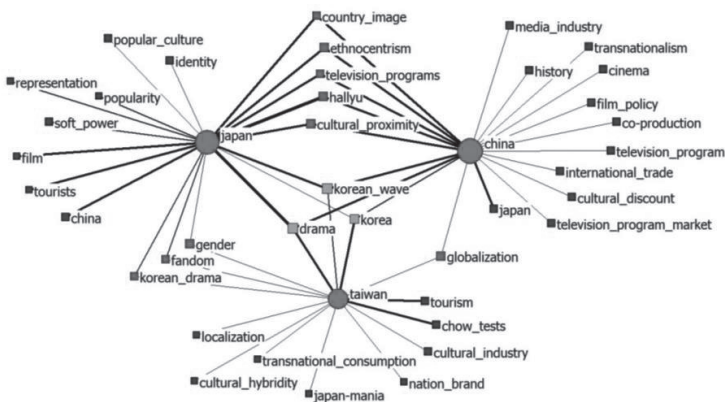 country_image
media_industry
popular_culture
ethnocentrism
transnationalism
identity
television_programs
history
cinema
representation
popularity
hallyu
film_policy
soft_power
cultural_proximity
co-production
japan
china
television_program
film
international_trade
tourists
korean_wave
cultural_discount
china
japan
korea
television_program_market
drama
gender
fandom
globalization
korean_drama
taiwan
tourism
chow_tests
localization
cultural_industry
transnational_consumption
cultural_hybridity
nation_brand
japan-mania